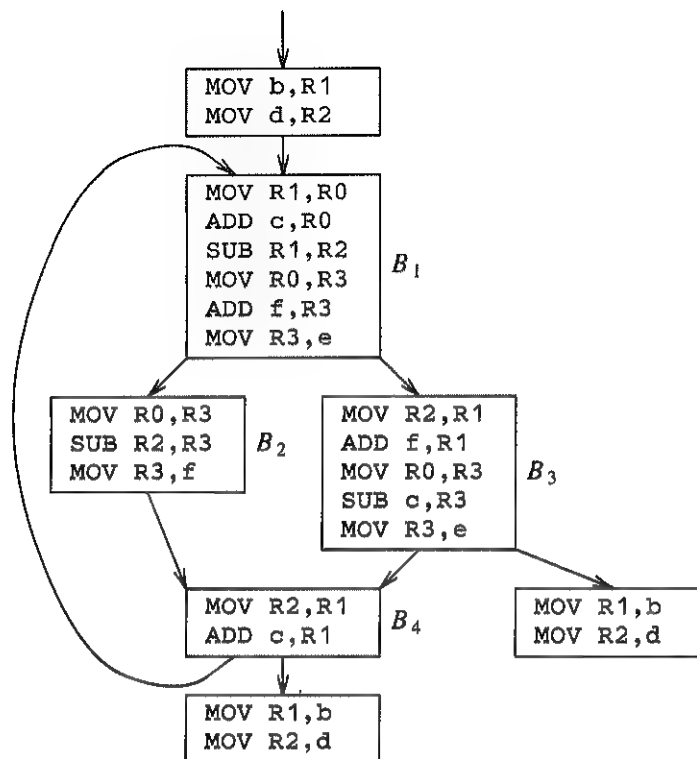 MOV b,R1
MOV d,R2
MOV R1,R0
ADD c,R0
SUB R1,R2
MOV R0,R3
ADD f,R3
MOV R3,e
B1
MOV R0,R3
SUB R2,R3
MOV R3,f
B2
MOV R2,R1
ADD f,R1
MOV R0,R3
SUB c,R3
MOV R3,e
B3
MOV R2,R1
ADD c,R1
B4
MOV R1,b
MOV R2,d
MOV R1,b
MOV R2,d